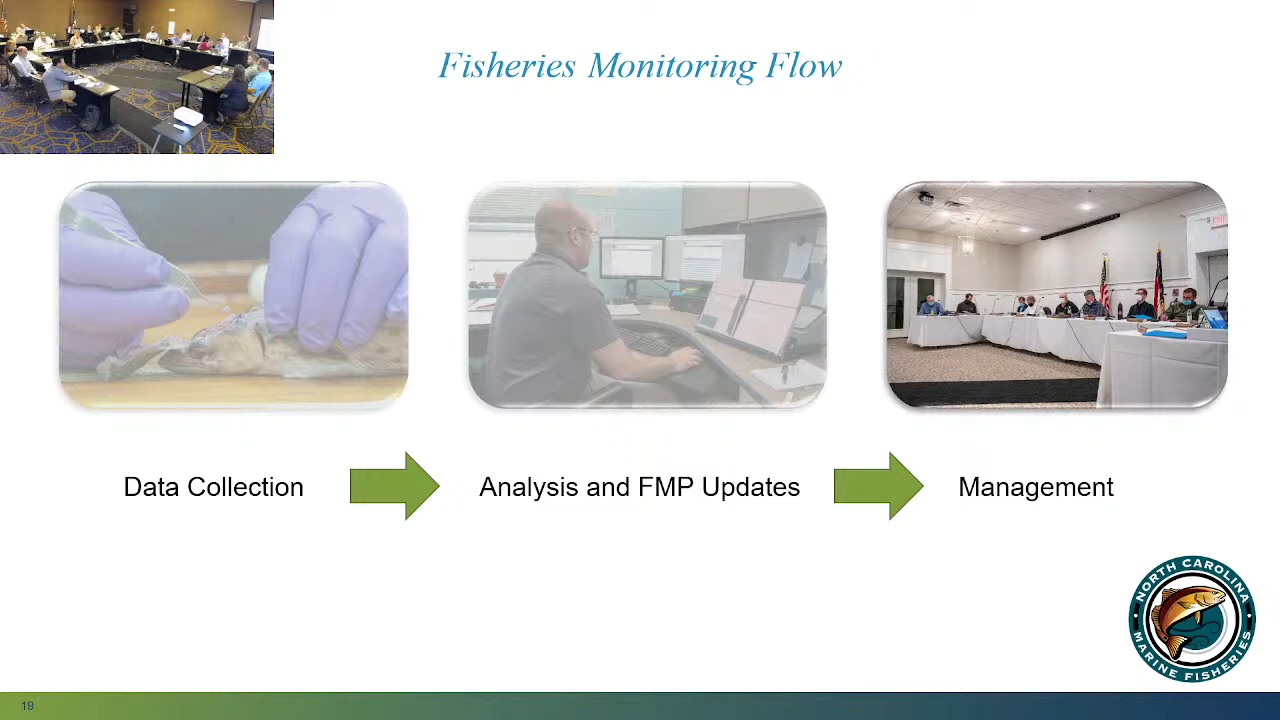 Fisheries Monitoring Flow
Data Collection
Analysis and FMP Updates
Management
NORTH CAROLINA
MARINE FISHERIES
19